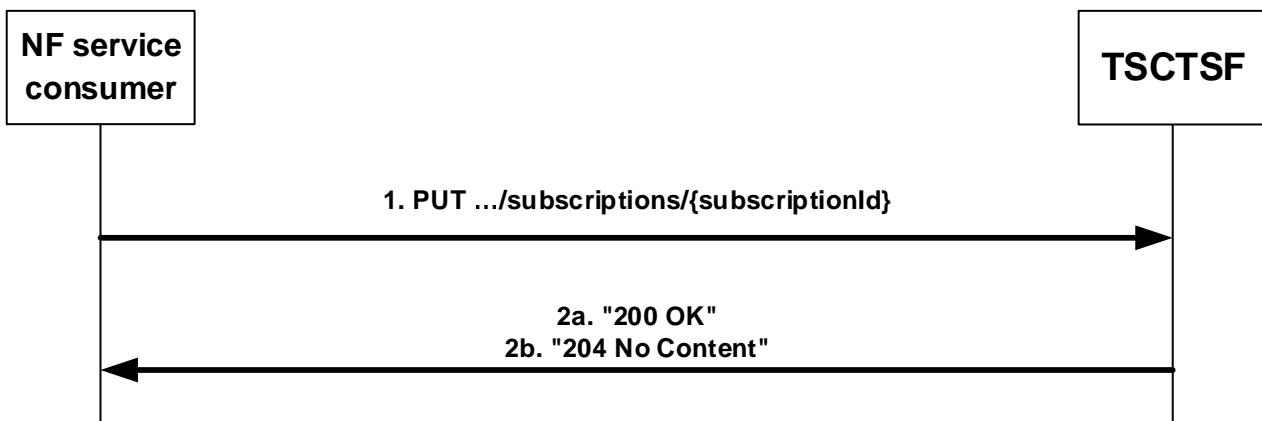 NF service
consumer
TSCTSF
1. PUT .../subscriptions/{subscriptionId}
2a. "200 OK"
2b. "204 No Content"